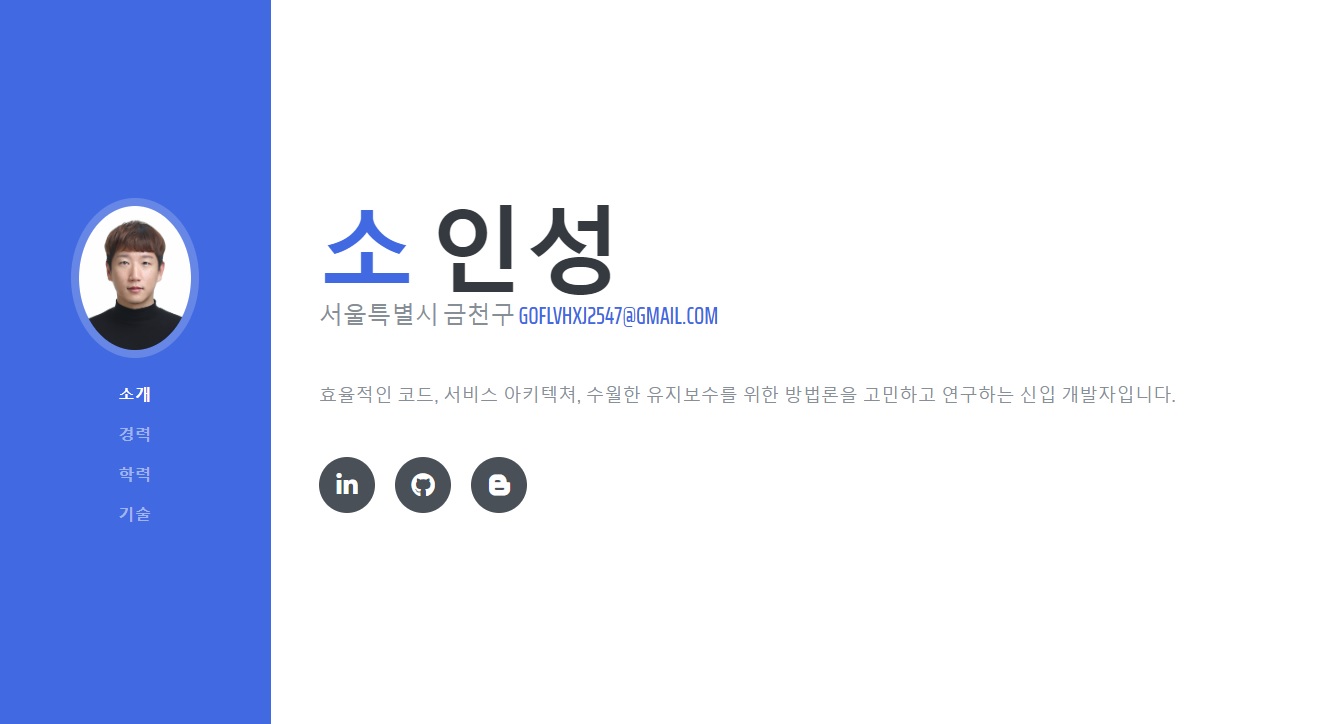 소개
경력
학력
기술
소 인성
서울특별시 금천구 GOFLVHXJ2547@GMAIL.COM
효율적인 코드, 서비스 아키텍쳐, 수월한 유지보수를 위한 방법론을 고민하고 연구하는 신입 개발자입니다.
in